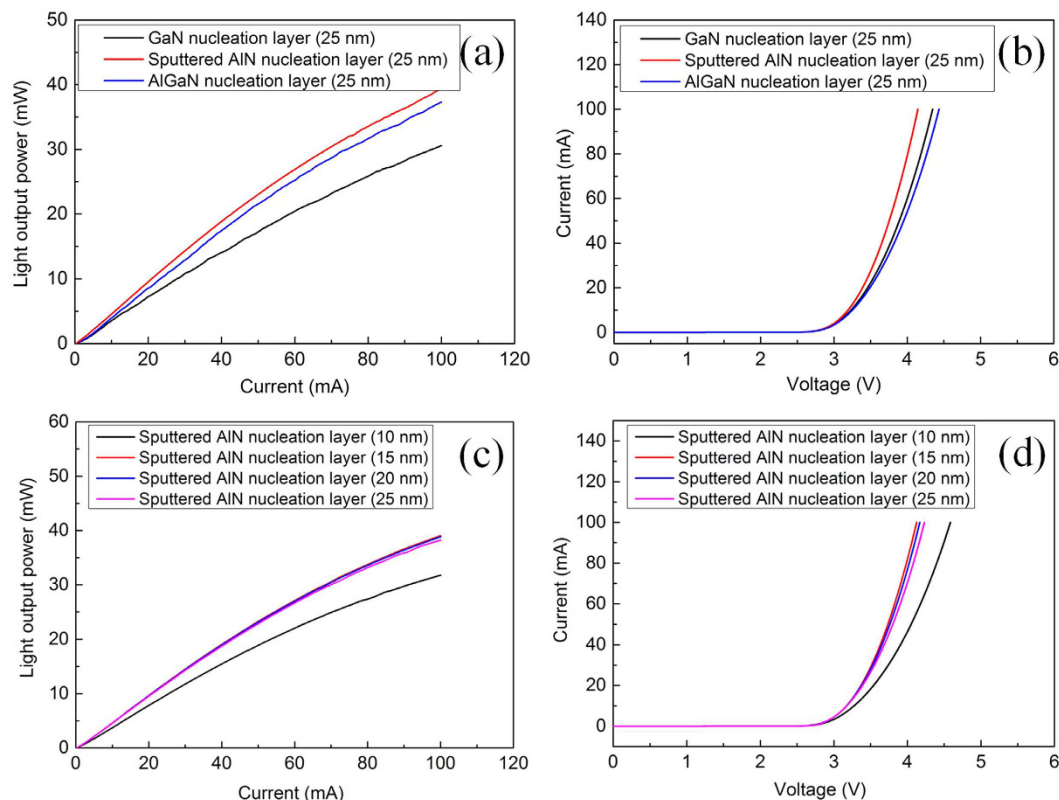 50
40
30
20
10
0
Light output power (mW)
GaN nucleation layer (25 nm)
Sputtered AlN nucleation layer (25 nm)
AlGaN nucleation layer (25 nm)
(a)
0 20 40 60 80 100 120
Current (mA)
140
120
100
80
60
40
20
0
Current (mA)
GaN nucleation layer (25 nm)
Sputtered AlN nucleation layer (25 nm)
AlGaN nucleation layer (25 nm)
(b)
0 1 2 3 4 5 6
Voltage (V)
60
50
40
30
20
10
0
Light output power (mW)
Sputtered AlN nucleation layer (10 nm)
Sputtered AlN nucleation layer (15 nm)
Sputtered AlN nucleation layer (20 nm)
Sputtered AlN nucleation layer (25 nm)
(c)
0 20 40 60 80 100 120
Current (mA)
140
120
100
80
60
40
20
0
Current (mA)
Sputtered AlN nucleation layer (10 nm)
Sputtered AlN nucleation layer (15 nm)
Sputtered AlN nucleation layer (20 nm)
Sputtered AlN nucleation layer (25 nm)
(d)
0 1 2 3 4 5 6
Voltage (V)